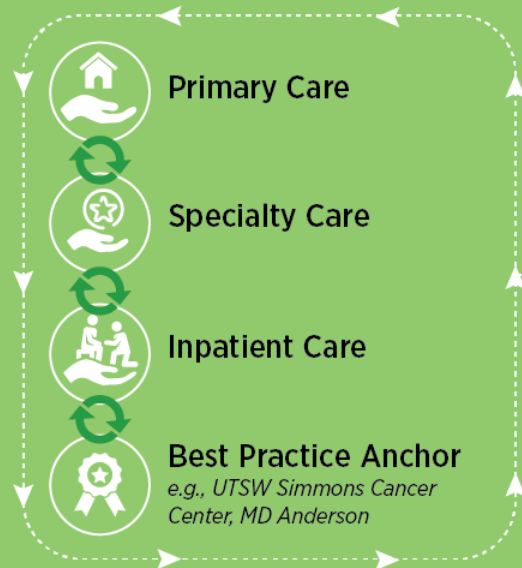 Primary Care
Specialty Care
Inpatient Care
Best Practice Anchor
e.g., UTSW Simmons Cancer
Center, MD Anderson